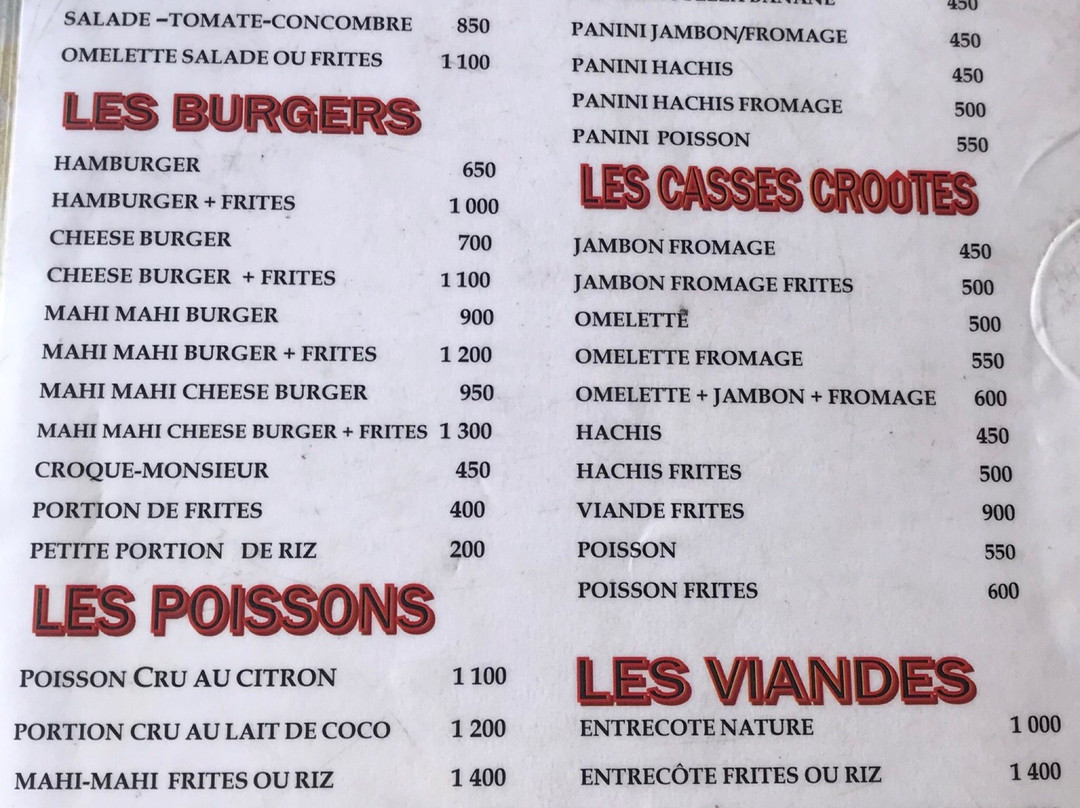 SALADE –TOMATE-CONCOMBRE 850
OMELETTE SALADE OU FRITES 1 100
LES BURGERS
HAMBURGER 650
HAMBURGER + FRITES 1 000
CHEESE BURGER 700
CHEESE BURGER + FRITES 1 100
MAHI MAHI BURGER 900
MAHI MAHI BURGER + FRITES 1 200
MAHI MAHI CHEESE BURGER 950
MAHI MAHI CHEESE BURGER + FRITES 1 300
CROQUE-MONSIEUR 450
PORTION DE FRITES 400
PETITE PORTION DE RIZ 200
LES POISSONS
POISSON CRU AU CITRON 1 100
PORTION CRU AU LAIT DE COCO 1 200
MAHI-MAHI FRITES OU RIZ 1 400
BANANE 450
PANINI JAMBON/FROMAGE 450
PANINI HACHIS 450
PANINI HACHIS FROMAGE 500
PANINI POISSON 550
LES CASSES CROÛTES
JAMBON FROMAGE 450
JAMBON FROMAGE FRITES 500
OMELETTE 500
OMELETTE FROMAGE 550
OMELETTE + JAMBON + FROMAGE 600
HACHIS 450
HACHIS FRITES 500
VIANDE FRITES 900
POISSON 550
POISSON FRITES 600
LES VIANDES
ENTRECOTE NATURE 1 000
ENTRECÔTE FRITES OU RIZ 1 400